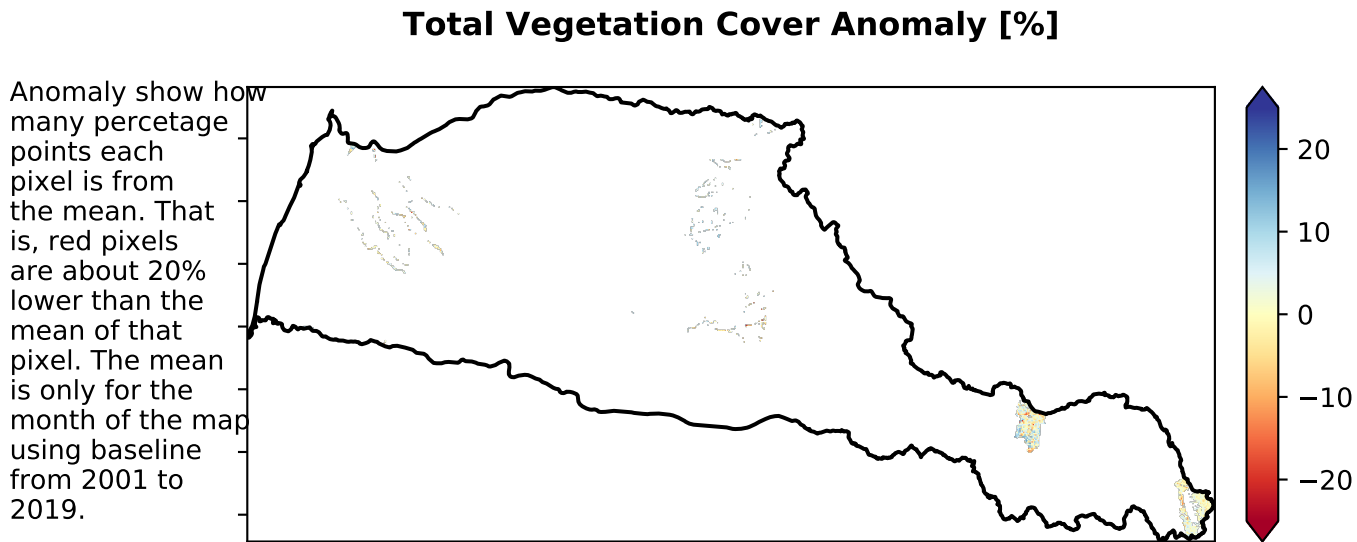 Total Vegetation Cover Anomaly [%]
Anomaly show how
many percetage
points each
pixel is from
the mean. That
is, red pixels
are about 20%
lower than the
mean of that
pixel. The mean
is only for the
month of the map
using baseline
from 2001 to
2019.
20
10
0
−10
−20